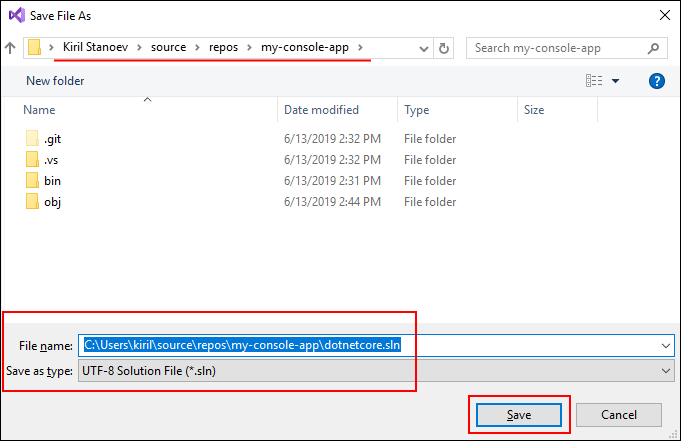 Save File As
Kiril Stanoev > source > repos > my-console-app >
Search my-console-app
New folder
?
Name Date modified Type Size
.git 6/13/2019 2:32 PM File folder
.vs 6/13/2019 2:32 PM File folder
bin 6/13/2019 2:31 PM File folder
obj 6/13/2019 2:44 PM File folder
File name: C:\Users\kiril\source\repos\my-console-app\dotnetcore.sln
Save as type: UTF-8 Solution File (*.sln)
Save Cancel